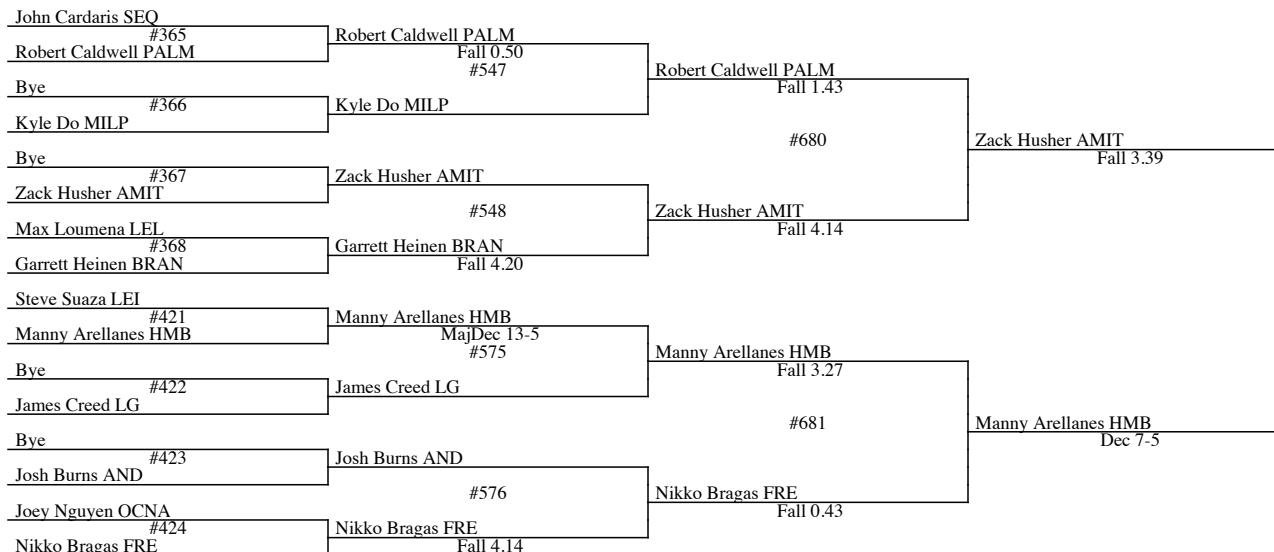 John Cardaris SEQ
#365
Robert Caldwell PALM
Bye
#366
Kyle Do MILP
Bye
#367
Zack Husher AMIT
Max Loumena LEL
#368
Garrett Heinen BRAN
Steve Suaza LEI
#421
Manny Arellanes HMB
Bye
#422
James Creed LG
Bye
#423
Josh Burns AND
Joey Nguyen OCNA
#424
Nikko Bragas FRE
Robert Caldwell PALM
Fall 0.50
#547
Kyle Do MILP
Zack Husher AMIT
#548
Garrett Heinen BRAN
Fall 4.20
Manny Arellanes HMB
MajDec 13-5
#575
James Creed LG
Josh Burns AND
#576
Nikko Bragas FRE
Fall 4.14
Robert Caldwell PALM
Fall 1.43
#680
Zack Husher AMIT
Fall 4.14
Manny Arellanes HMB
Fall 3.27
#681
Nikko Bragas FRE
Fall 0.43
Zack Husher AMIT
Fall 3.39
Manny Arellanes HMB
Dec 7-5